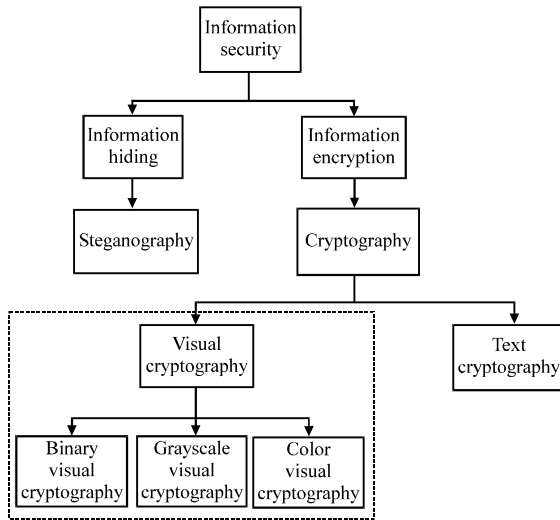 Information
security
Information
hiding
Information
encryption
Steganography
Cryptography
Visual
cryptography
Text
cryptography
Binary
visual
cryptography
Grayscale
visual
cryptography
Color
visual
cryptography